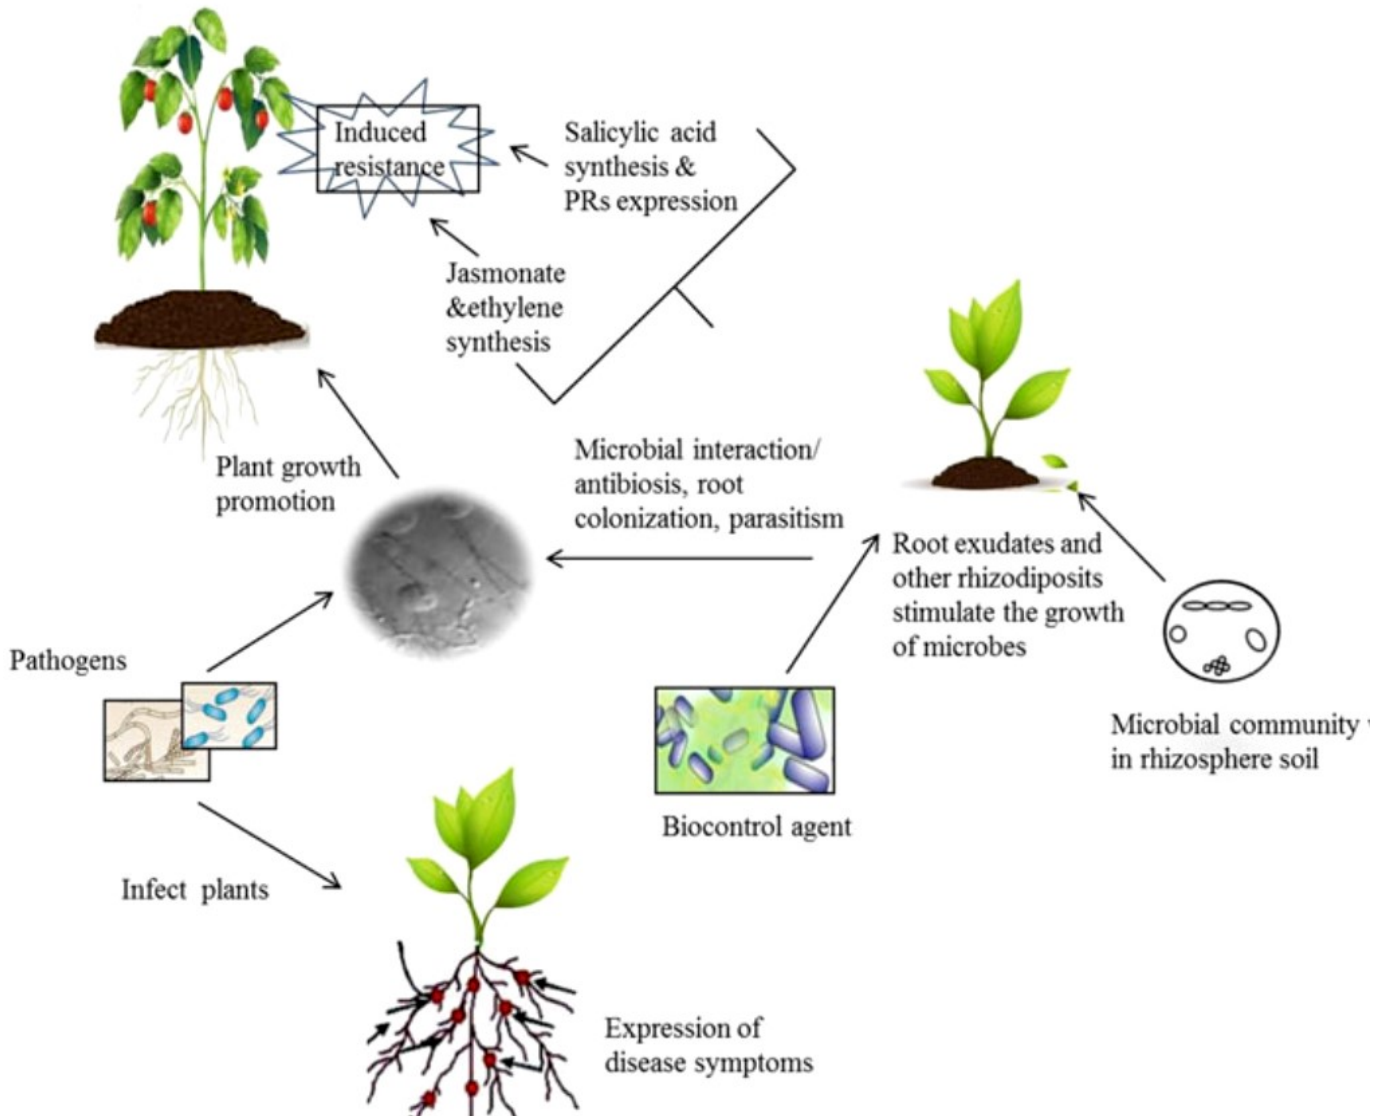 Induced
resistance
Salicylic acid
synthesis &
PRs expression
Jasmonate
&ethylene
synthesis
Plant growth
promotion
Microbial interaction/
antibiosis, root
colonization, parasitism
Root exudates and
other rhizodiposits
stimulate the growth
of microbes
Pathogens
Microbial community
in rhizosphere soil
Biocontrol agent
Infect plants
Expression of
disease symptoms